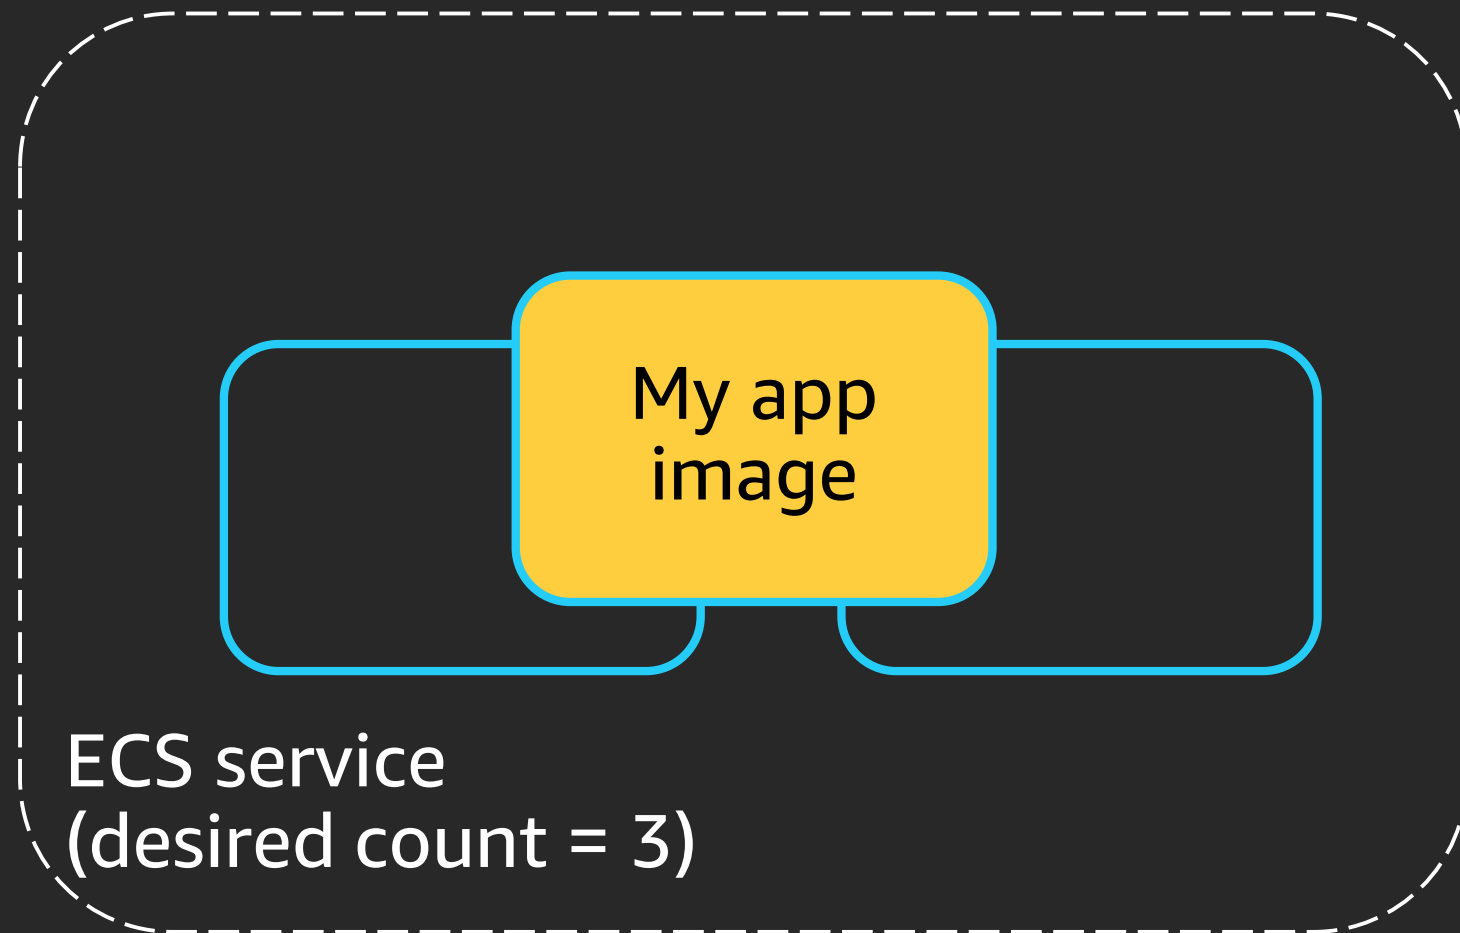 My app
image
ECS service
(desired count = 3)